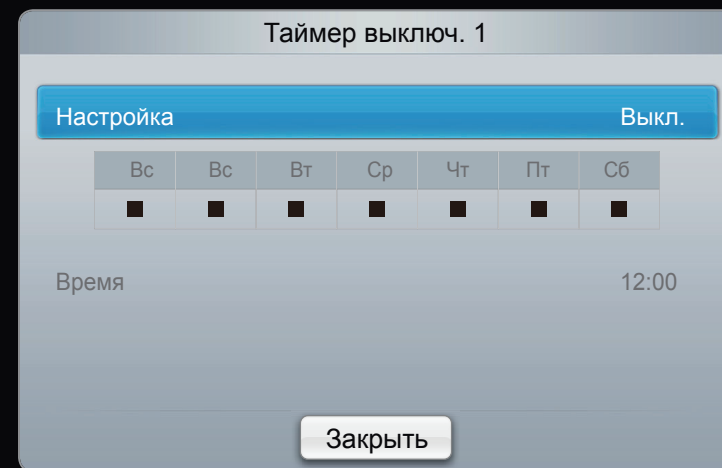 Таймер выключ. 1
Настройка Выкл.
Вс Вс Вт Ср Чт Пт Сб
Время 12:00
Закрыть